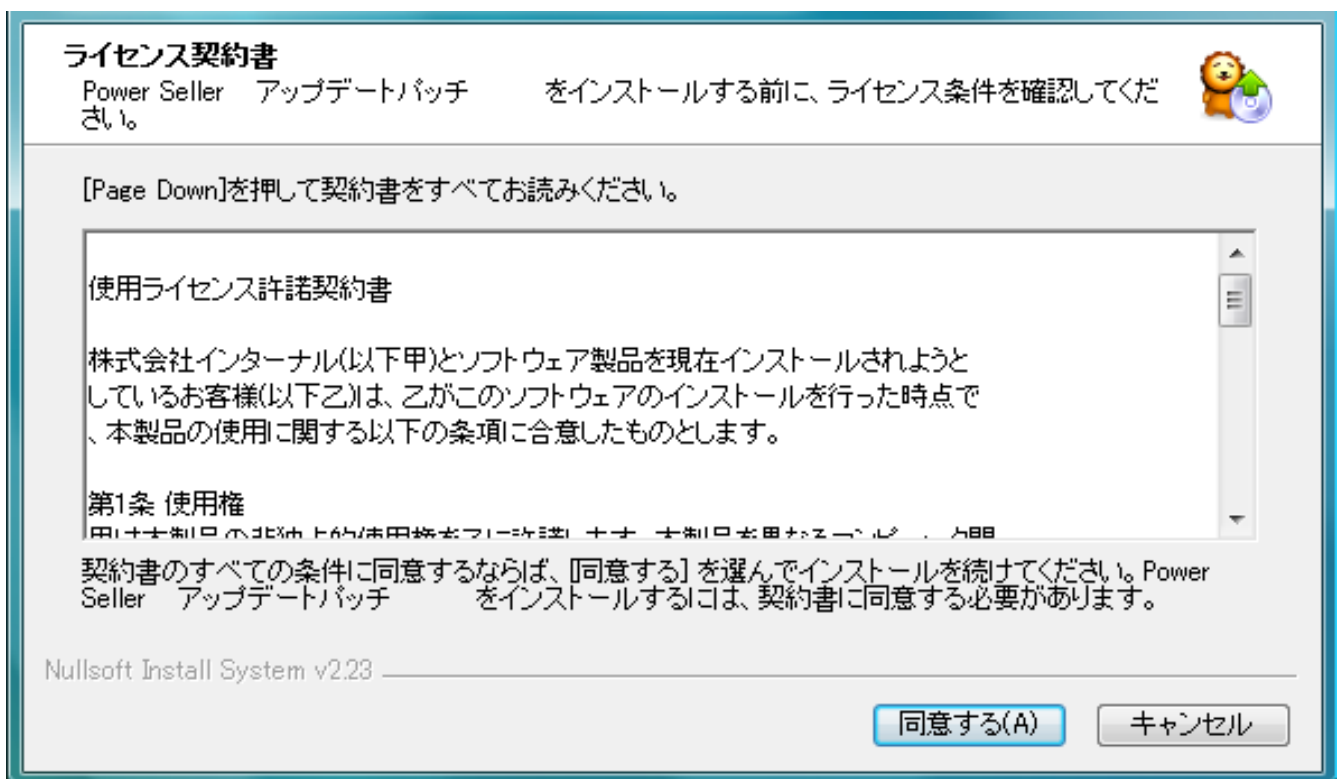 ライセンス契約書
Power Seller　アップデートパッチ　　　をインストールする前に、ライセンス条件を確認してくだ
さい。
[Page Down]を押して契約書をすべてお読みください。
使用ライセンス許諾契約書
株式会社インターナル(以下甲)とソフトウェア製品を現在インストールされようと
しているお客様(以下乙)は、乙がこのソフトウェアのインストールを行った時点で
、本製品の使用に関する以下の条項に合意したものとします。
第1条 使用権
契約書のすべての条件に同意するならば、[同意する] を選んでインストールを続けてください。Power
Seller　アップデートパッチ　　　をインストールするには、契約書に同意する必要があります。
Nullsoft Install System v2.23
同意する(A)
キャンセル